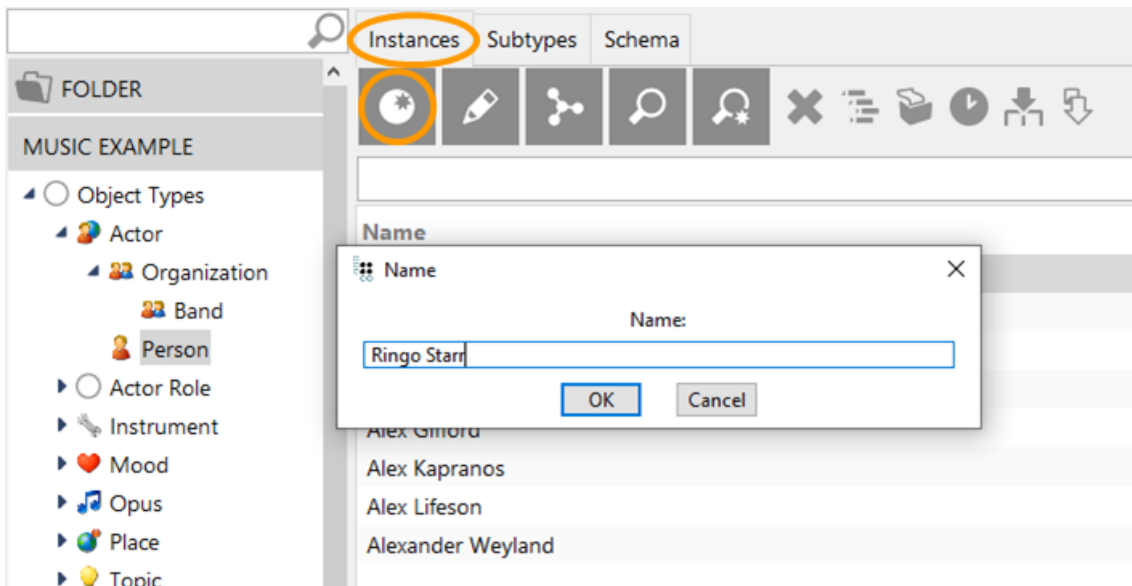 Instances Subtypes Schema
FOLDER
MUSIC EXAMPLE
Object Types
Actor
Organization
Band
Person
Actor Role
Instrument
Mood
Opus
Place
Topic
Name
Name
Name:
Ringo Starr
OK Cancel
Alex Gifford
Alex Kapranos
Alex Lifeson
Alexander Weyland